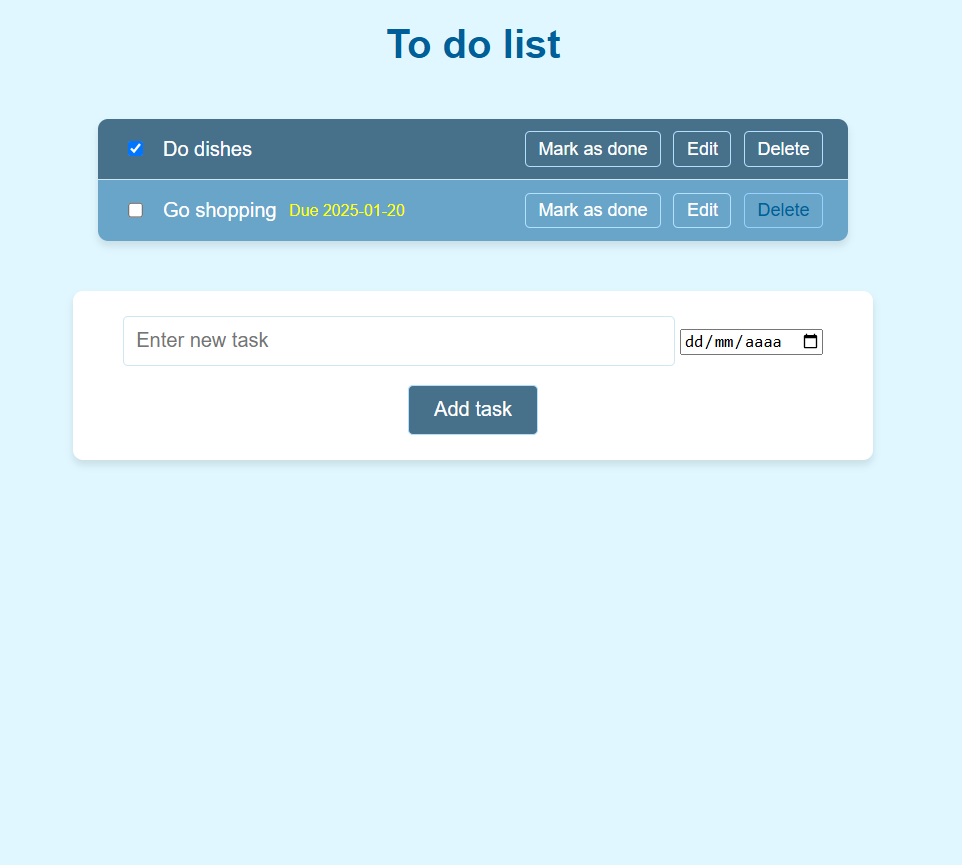 To do list
Do dishes Mark as done Edit Delete
Go shopping Due 2025-01-20 Mark as done Edit Delete
Enter new task dd/mm/aaaa
Add task